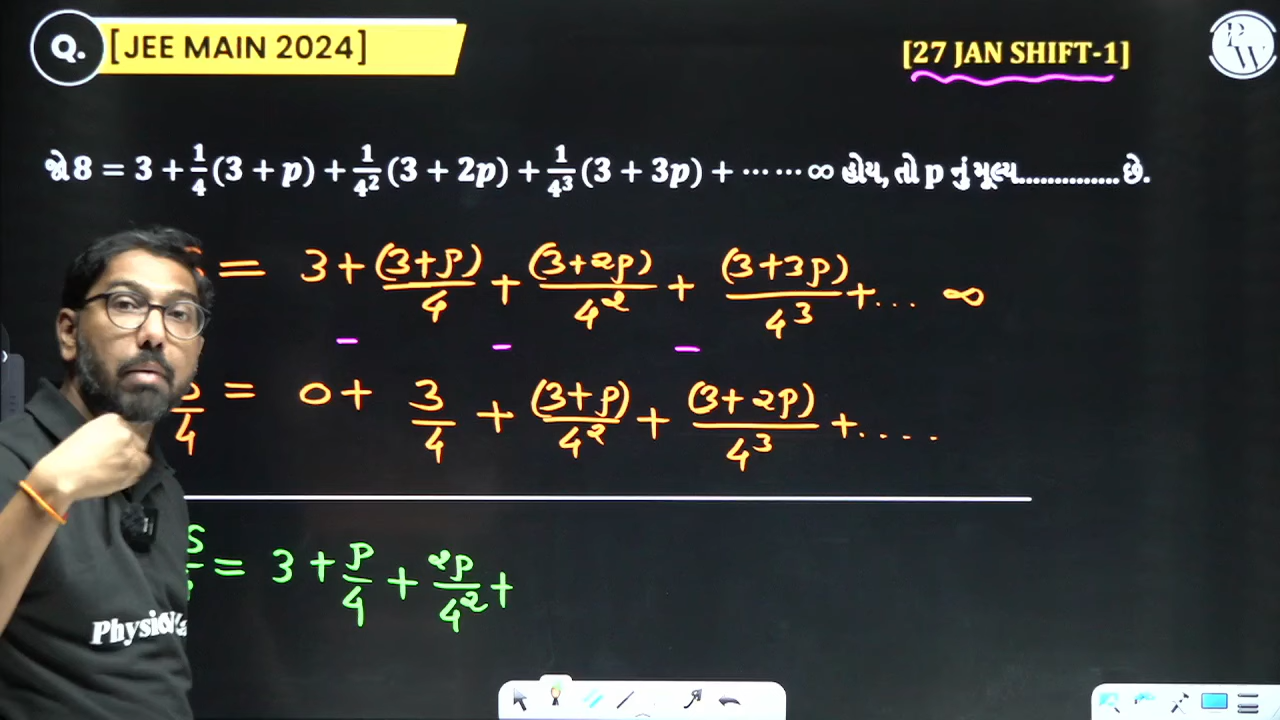 Q. [JEE MAIN 2024]
[27 JAN SHIFT-1]
PW
જો 8 = 3 + 1/4 (3 + p) + 1/4² (3 + 2p) + 1/4³ (3 + 3p) + ⋯ ⋯ ∞ હોય, તો p નું મૂલ્ય............... છે.
= 3 + (3+p)/4 + (3+2p)/4² + (3+3p)/4³ + ... ∞
− − −
/4 = 0 + 3/4 + (3+p)/4² + (3+2p)/4³ + ....
= 3 + p/4 + 2p/4² +